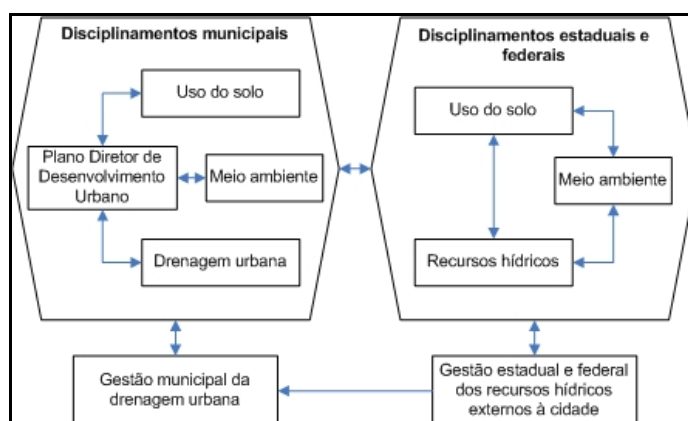 Disciplinamentos municipais
Uso do solo
Plano Diretor de
Desenvolvimento
Urbano
Meio ambiente
Drenagem urbana
Disciplinamentos estaduais e
federais
Uso do solo
Meio ambiente
Recursos hídricos
Gestão municipal da
drenagem urbana
Gestão estadual e federal
dos recursos hídricos
externos à cidade